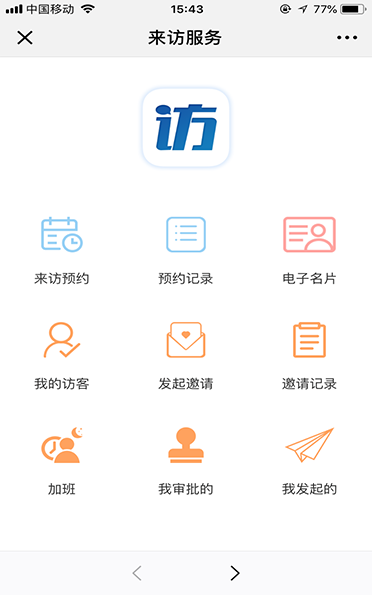 中国移动 15:43 77%
来访服务
访
来访预约 预约记录 电子名片
我的访客 发起邀请 邀请记录
加班 我审批的 我发起的